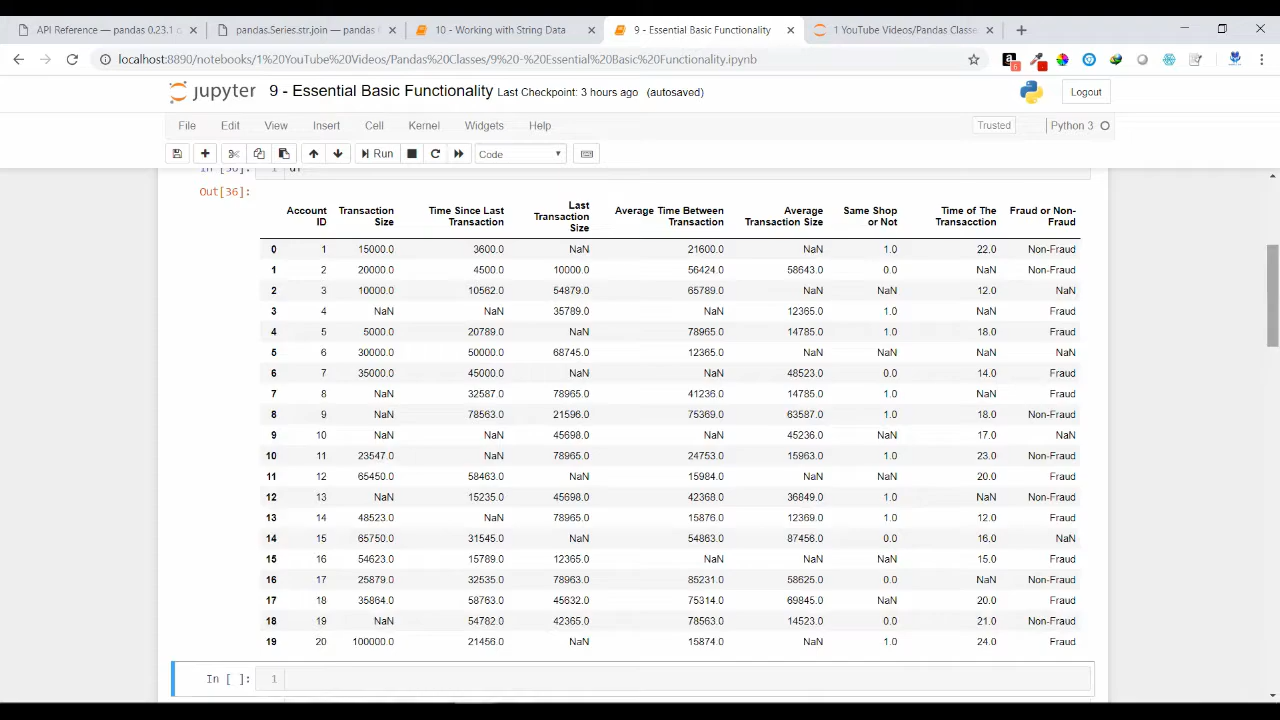 API Reference — pandas 0.23.1 d
pandas.Series.str.join — pandas 0
10 - Working with String Data
9 - Essential Basic Functionality
1 YouTube Videos/Pandas Classe
localhost:8890/notebooks/1%20YouTube%20Videos/Pandas%20Class/9%20-%20Essential%20Basic%20Functionality.ipynb
jupyter 9 - Essential Basic Functionality Last Checkpoint: 3 hours ago (autosaved)
Logout
File Edit View Insert Cell Kernel Widgets Help Trusted Python 3
Run Code
In [36]: 1 df
Out[36]:
Account ID Transaction Size Time Since Last Transaction Last Transaction Size Average Time Between Transaction Average Transaction Size Same Shop or Not Time of The Transacction Fraud or Non-Fraud
0 1 15000.0 3600.0 NaN 21600.0 NaN 1.0 22.0 Non-Fraud
1 2 20000.0 4500.0 10000.0 56424.0 58643.0 0.0 NaN Non-Fraud
2 3 10000.0 10562.0 54879.0 65789.0 NaN NaN 12.0 NaN
3 4 NaN NaN 35789.0 NaN 12365.0 1.0 NaN Fraud
4 5 5000.0 20789.0 NaN 78965.0 14785.0 1.0 18.0 Fraud
5 6 30000.0 50000.0 68745.0 12365.0 NaN NaN NaN NaN
6 7 35000.0 45000.0 NaN NaN 48523.0 0.0 14.0 Fraud
7 8 NaN 32587.0 78965.0 41236.0 14785.0 1.0 NaN Fraud
8 9 NaN 78563.0 21596.0 75369.0 63587.0 1.0 18.0 Non-Fraud
9 10 NaN NaN 45698.0 NaN 45236.0 NaN 17.0 NaN
10 11 23547.0 NaN 78965.0 24753.0 15963.0 1.0 23.0 Non-Fraud
11 12 65450.0 58463.0 NaN 15984.0 NaN NaN 20.0 Fraud
12 13 NaN 15235.0 45698.0 42368.0 36849.0 1.0 NaN Non-Fraud
13 14 48523.0 NaN 78965.0 15876.0 12369.0 1.0 12.0 Fraud
14 15 65750.0 31545.0 NaN 54863.0 87456.0 0.0 16.0 NaN
15 16 54623.0 15789.0 12365.0 NaN NaN NaN 15.0 Fraud
16 17 25879.0 32535.0 78963.0 85231.0 58625.0 0.0 NaN Non-Fraud
17 18 35864.0 58763.0 45632.0 75314.0 69845.0 NaN 20.0 Fraud
18 19 NaN 54782.0 42365.0 78563.0 14523.0 0.0 21.0 Non-Fraud
19 20 100000.0 21456.0 NaN 15874.0 NaN 1.0 24.0 Fraud
In [ ]: 1